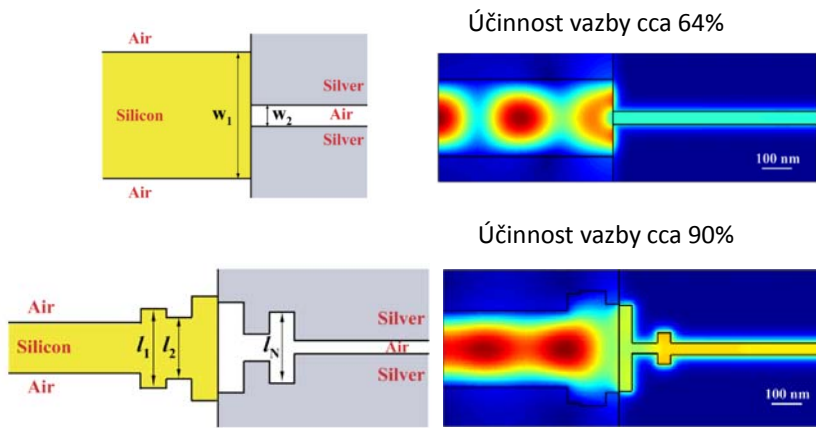 Účinnost vazby cca 64%
Air
Silver
Silicon
w1
w2
Air
Silver
Air
100 nm
Účinnost vazby cca 90%
Air
Silver
Silicon
l1
l2
lN
Air
Air
Silver
100 nm